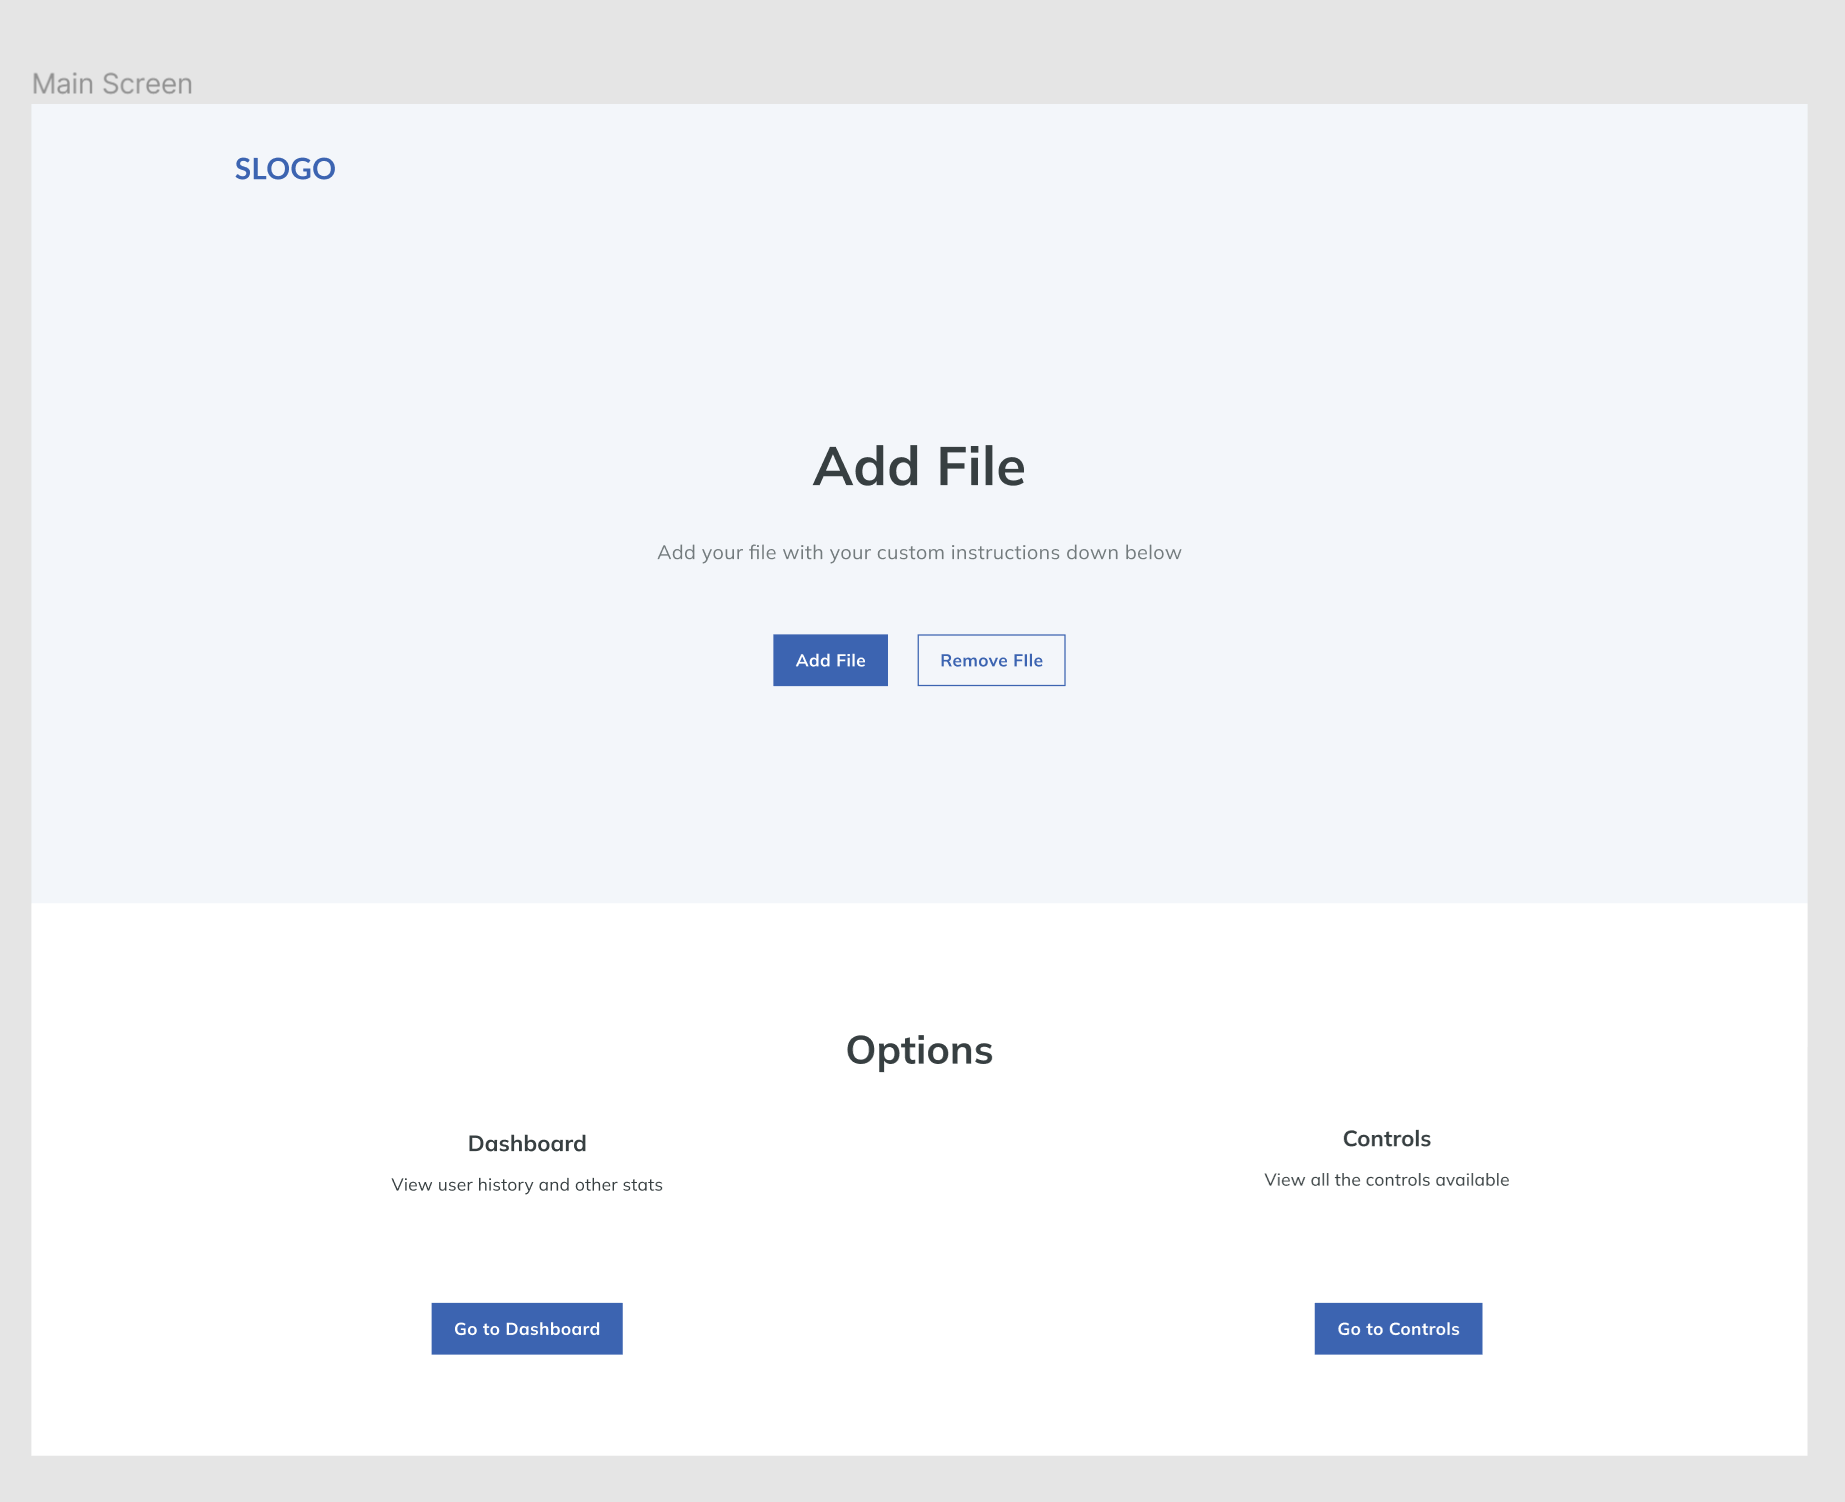 Main Screen
SLOGO
Add File
Add your file with your custom instructions down below
Add File
Remove FIle
Options
Dashboard
View user history and other stats
Go to Dashboard
Controls
View all the controls available
Go to Controls